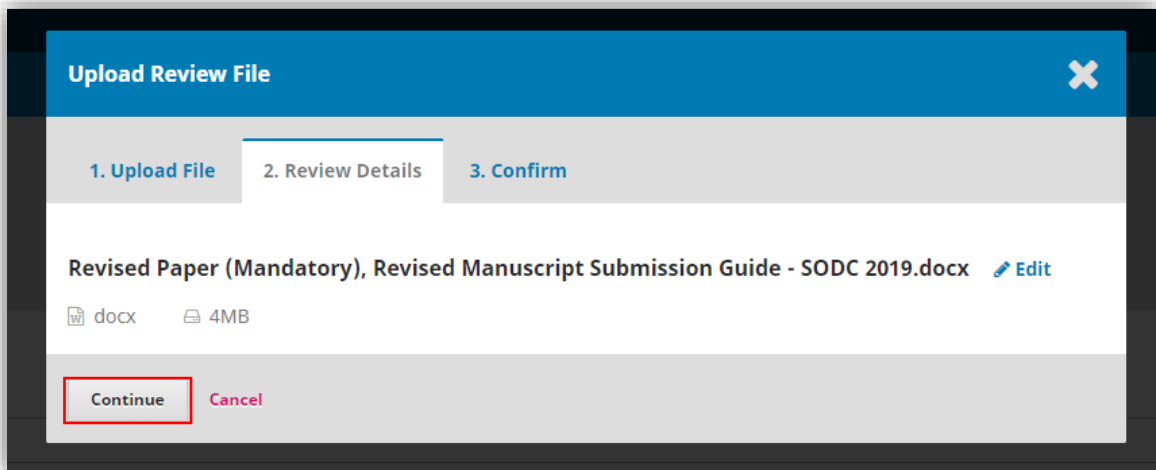 Upload Review File
1. Upload File 2. Review Details 3. Confirm
Revised Paper (Mandatory), Revised Manuscript Submission Guide - SODC 2019.docx Edit
docx 4MB
Continue Cancel